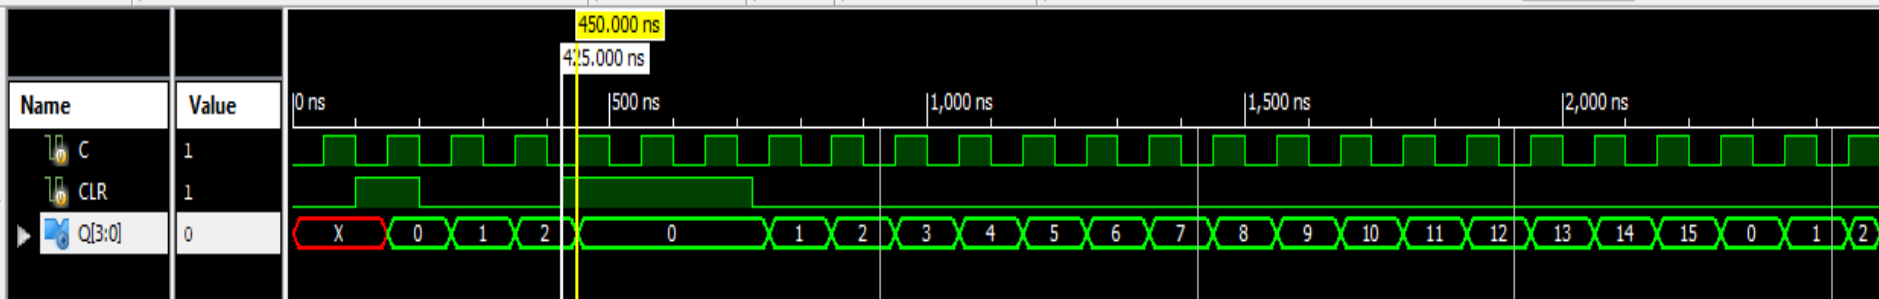 450.000 ns
425.000 ns
Name Value 0 ns 500 ns 1,000 ns 1,500 ns 2,000 ns
C 1
CLR 1
Q[3:0] 0 X 0 1 2 0 1 2 3 4 5 6 7 8 9 10 11 12 13 14 15 0 1 2